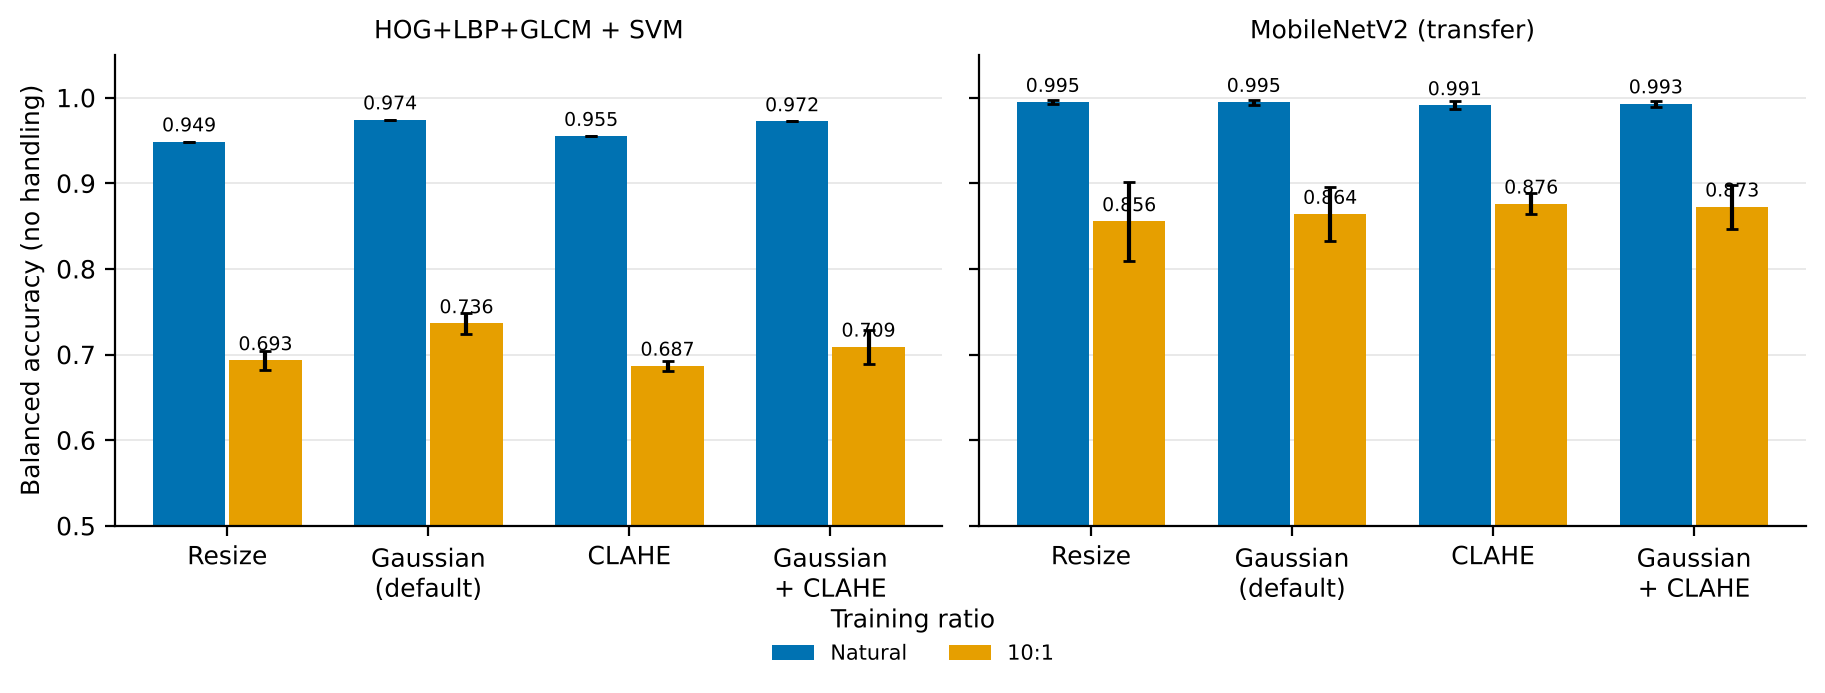 HOG+LBP+GLCM + SVM
MobileNetV2 (transfer)
Balanced accuracy (no handling)
1.0
0.9
0.8
0.7
0.6
0.5
0.949
0.693
0.974
0.736
0.955
0.687
0.972
0.709
0.995
0.856
0.995
0.864
0.991
0.876
0.993
0.873
Resize
Gaussian
(default)
CLAHE
Gaussian
+ CLAHE
Resize
Gaussian
(default)
CLAHE
Gaussian
+ CLAHE
Training ratio
Natural
10:1